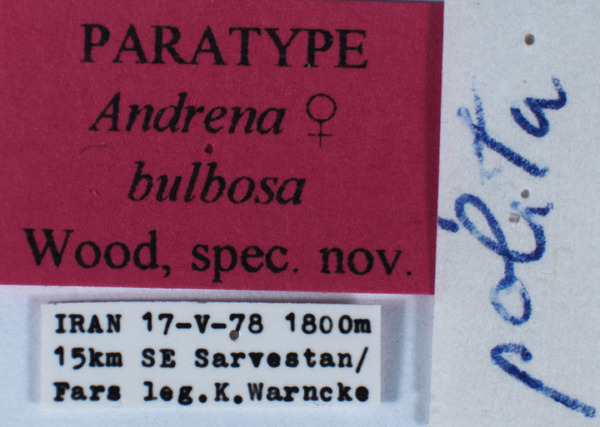 PARATYPE
Andrena ♀
bulbosa
Wood, spec. nov.
IRAN 17-V-78 1800m
15km SE Sarvestan/
Fars leg.K.Warncke
polita